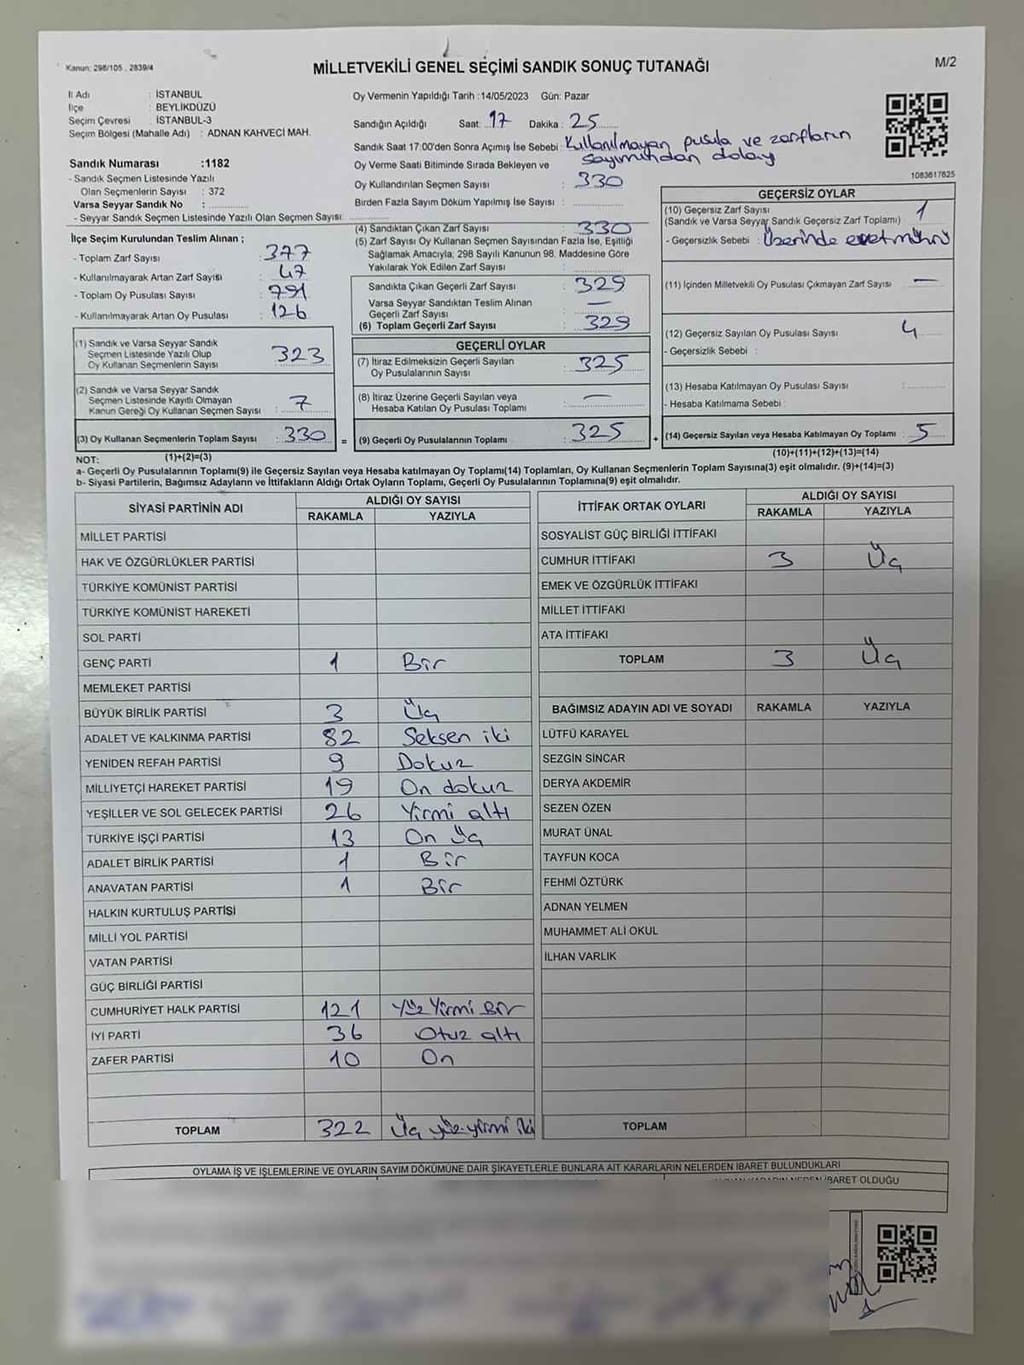 Kanun: 298/105 , 2839/4
MİLLETVEKİLİ GENEL SEÇİMİ SANDIK SONUÇ TUTANAĞI
M/2
İl Adı : İSTANBUL
İlçe : BEYLİKDÜZÜ
Seçim Çevresi : İSTANBUL-3
Seçim Bölgesi (Mahalle Adı) : ADNAN KAHVECİ MAH.
Sandık Numarası :1182
- Sandık Seçmen Listesinde Yazılı
Olan Seçmenlerin Sayısı : 372
Varsa Seyyar Sandık No :
- Seyyar Sandık Seçmen Listesinde Yazılı Olan Seçmen Sayısı:
Oy Vermenin Yapıldığı Tarih :14/05/2023 Gün: Pazar
Sandığın Açıldığı Saat: 17 Dakika : 25
Sandık Saat 17:00'den Sonra Açımış İse Sebebi : Kullanılmayan pusula ve zarfların
sayımından dolay
Oy Verme Saati Bitiminde Sırada Bekleyen ve
Oy Kullandırılan Seçmen Sayısı : 330
Birden Fazla Sayım Döküm Yapılmış İse Sayısı :
1083617625
İlçe Seçim Kurulundan Teslim Alınan ;
- Toplam Zarf Sayısı : 377
- Kullanılmayarak Artan Zarf Sayısı : 47
- Toplam Oy Pusulası Sayısı : 791
- Kullanılmayarak Artan Oy Pusulası : 126
(1) Sandık ve Varsa Seyyar Sandık
Seçmen Listesinde Yazılı Olup
Oy Kullanan Seçmenlerin Sayısı : 323
(2) Sandık ve Varsa Seyyar Sandık
Seçmen Listesinde Kayıtlı Olmayan
Kanun Gereği Oy Kullanan Seçmen Sayısı : 7
(3) Oy Kullanan Seçmenlerin Toplam Sayısı : 330 =
(4) Sandıktan Çıkan Zarf Sayısı : 330
(5) Zarf Sayısı Oy Kullanan Seçmen Sayısından Fazla İse, Eşitliği
Sağlamak Amacıyla, 298 Sayılı Kanunun 98. Maddesine Göre
Yakılarak Yok Edilen Zarf Sayısı :
Sandıkta Çıkan Geçerli Zarf Sayısı : 329
Varsa Seyyar Sandıktan Teslim Alınan
Geçerli Zarf Sayısı : —
(6) Toplam Geçerli Zarf Sayısı : 329
GEÇERLİ OYLAR
(7) İtiraz Edilmeksizin Geçerli Sayılan
Oy Pusulalarının Sayısı : 325
(8) İtiraz Üzerine Geçerli Sayılan veya
Hesaba Katılan Oy Pusulası Toplamı : —
(9) Geçerli Oy Pusulalarının Toplamı : 325 +
GEÇERSİZ OYLAR
(10) Geçersiz Zarf Sayısı
(Sandık ve Varsa Seyyar Sandık Geçersiz Zarf Toplamı) : 1
- Geçersizlik Sebebi : Üzerinde evet mührü
(11) İçinden Milletvekili Oy Pusulası Çıkmayan Zarf Sayısı : —
(12) Geçersiz Sayılan Oy Pusulası Sayısı : 4
- Geçersizlik Sebebi :
(13) Hesaba Katılmayan Oy Pusulası Sayısı :
- Hesaba Katılmama Sebebi :
(14) Geçersiz Sayılan veya Hesaba Katılmayan Oy Toplamı : 5
NOT: (1)+(2)=(3)
(10)+(11)+(12)+(13)=(14)
a- Geçerli Oy Pusulalarının Toplamı(9) ile Geçersiz Sayılan veya Hesaba katılmayan Oy Toplamı(14) Toplamları, Oy Kullanan Seçmenlerin Toplam Sayısına(3) eşit olmalıdır. (9)+(14)=(3)
b- Siyasi Partilerin, Bağımsız Adayların ve İttifakların Aldığı Ortak Oyların Toplamı, Geçerli Oy Pusulalarının Toplamına(9) eşit olmalıdır.
SİYASİ PARTİNİN ADI ALDIĞI OY SAYISI
RAKAMLA YAZIYLA
MİLLET PARTİSİ
HAK VE ÖZGÜRLÜKLER PARTİSİ
TÜRKİYE KOMÜNİST PARTİSİ
TÜRKİYE KOMÜNİST HAREKETİ
SOL PARTİ
GENÇ PARTİ 1 Bir
MEMLEKET PARTİSİ
BÜYÜK BİRLİK PARTİSİ 3 Üç
ADALET VE KALKINMA PARTİSİ 82 Seksen iki
YENİDEN REFAH PARTİSİ 9 Dokuz
MİLLİYETÇİ HAREKET PARTİSİ 19 On dokuz
YEŞİLLER VE SOL GELECEK PARTİSİ 26 Yirmi altı
TÜRKİYE İŞÇİ PARTİSİ 13 On Üç
ADALET BİRLİK PARTİSİ 1 Bir
ANAVATAN PARTİSİ 1 Bir
HALKIN KURTULUŞ PARTİSİ
MİLLİ YOL PARTİSİ
VATAN PARTİSİ
GÜÇ BİRLİĞİ PARTİSİ
CUMHURİYET HALK PARTİSİ 121 Yüz Yirmi Bir
İYİ PARTİ 36 Otuz altı
ZAFER PARTİSİ 10 On
TOPLAM 322 Üç yüz yirmi iki
İTTİFAK ORTAK OYLARI ALDIĞI OY SAYISI
RAKAMLA YAZIYLA
SOSYALİST GÜÇ BİRLİĞİ İTTİFAKI
CUMHUR İTTİFAKI 3 Üç
EMEK VE ÖZGÜRLÜK İTTİFAKI
MİLLET İTTİFAKI
ATA İTTİFAKI
TOPLAM 3 Üç
BAĞIMSIZ ADAYIN ADI VE SOYADI RAKAMLA YAZIYLA
LÜTFÜ KARAYEL
SEZGİN SİNCAR
DERYA AKDEMİR
SEZEN ÖZEN
MURAT ÜNAL
TAYFUN KOCA
FEHMİ ÖZTÜRK
ADNAN YELMEN
MUHAMMET ALİ OKUL
İLHAN VARLIK
TOPLAM
OYLAMA İŞ VE İŞLEMLERİNE VE OYLARIN SAYIM DÖKÜMÜNE DAİR ŞİKAYETLERLE BUNLARA AİT KARARLARIN NELERDEN İBARET BULUNDUKLARI
İBARET OLDUĞU